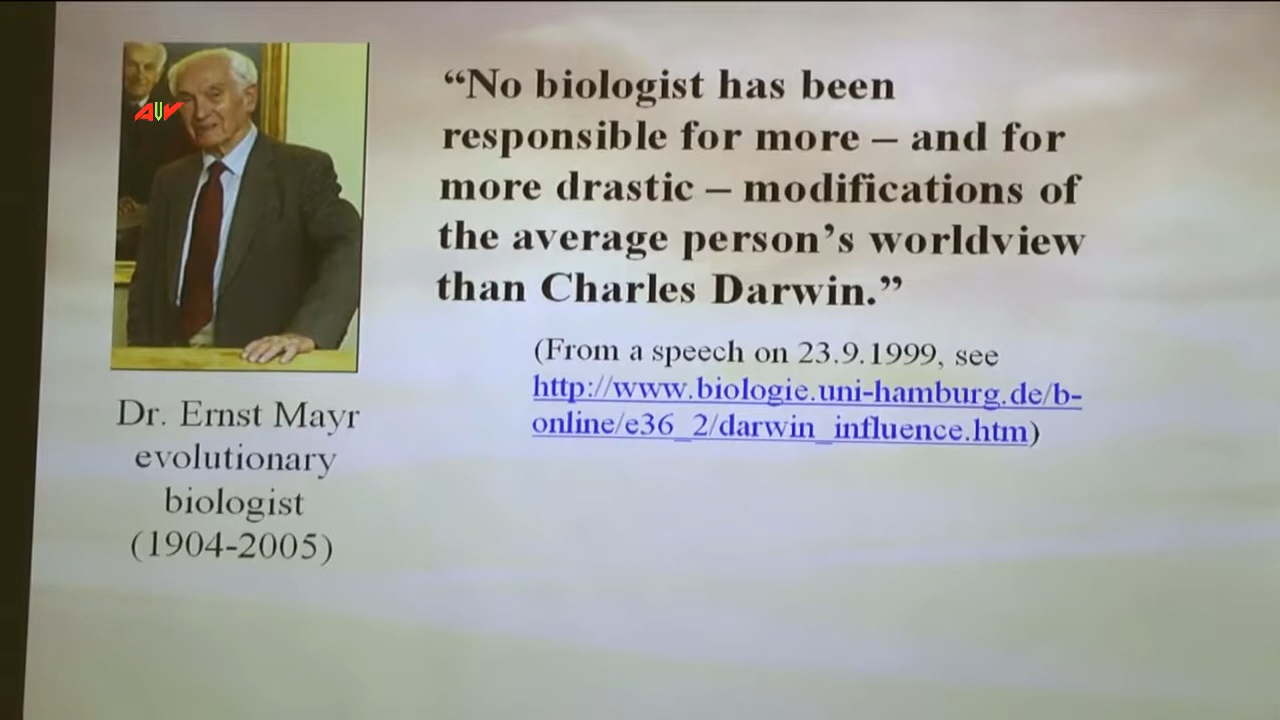 AVV
“No biologist has been
responsible for more – and for
more drastic – modifications of
the average person’s worldview
than Charles Darwin.”
(From a speech on 23.9.1999, see
http://www.biologie.uni-hamburg.de/b-
online/e36_2/darwin_influence.htm)
Dr. Ernst Mayr
evolutionary
biologist
(1904-2005)